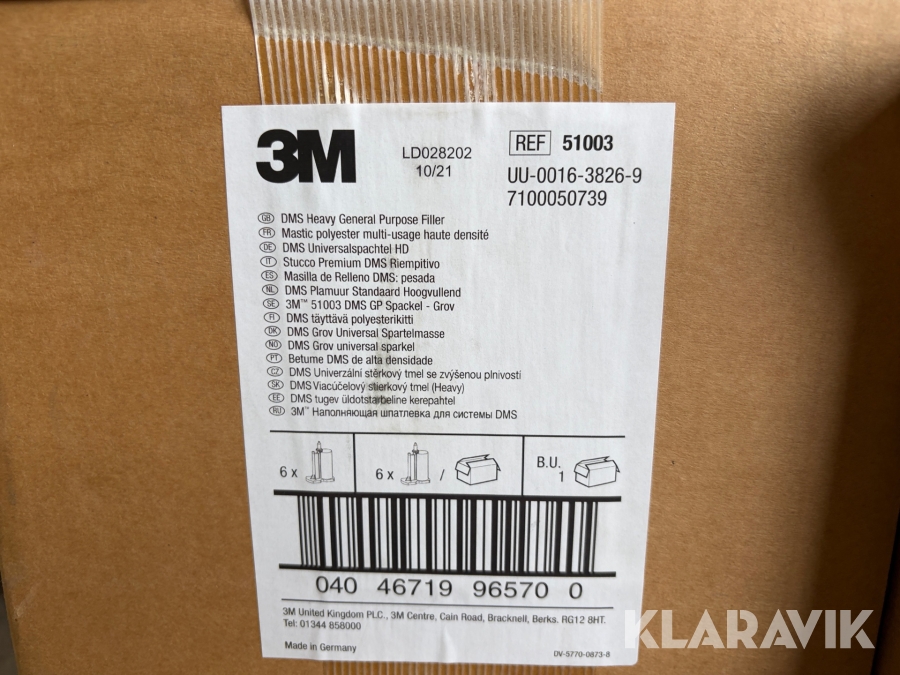 KLARAVIK
3M
LD028202
10/21
REF 51003
UU-0016-3826-9
7100050739
GB DMS Heavy General Purpose Filler
FR Mastic polyester multi-usage haute densité
DE DMS Universalspachtel HD
IT Stucco Premium DMS Riempitivo
ES Masilla de Relleno DMS: pesada
NL DMS Plamuur Standaard Hoogvullend
SE 3M™ 51003 DMS GP Spackel - Grov
FI DMS täyttävä polyesterikitti
DK DMS Grov Universal Spartelmasse
NO DMS Grov universal sparkel
PT Betume DMS de alta densidade
CZ DMS Univerzální stěrkový tmel se zvýšenou plnivostí
SK DMS Viacúčelový stierkový tmel (Heavy)
EE DMS tugev üldotstarbeline kerepahtel
RU 3M™ Наполняющая шпатлевка для системы DMS
6 x
6 x /
B.U.
1
040 46719 96570 0
3M United Kingdom PLC., 3M Centre, Cain Road, Bracknell, Berks. RG12 8HT.
Tel: 01344 858000
Made in Germany
DV-5770-0873-8
KLARAVIK